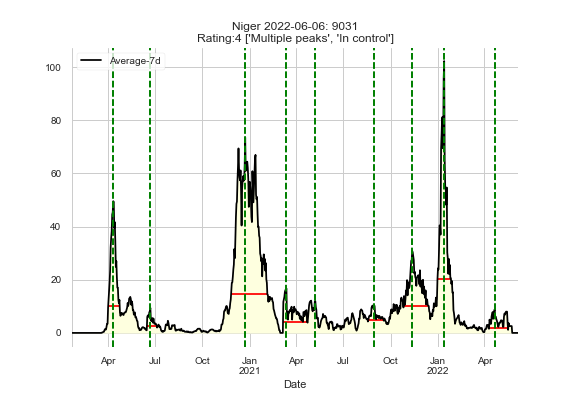 Niger 2022-06-06: 9031
Rating:4 ['Multiple peaks', 'In control']
Average-7d
100
80
60
40
20
0
Apr Jul Oct Jan Apr Jul Oct Jan Apr
2021 2022
Date